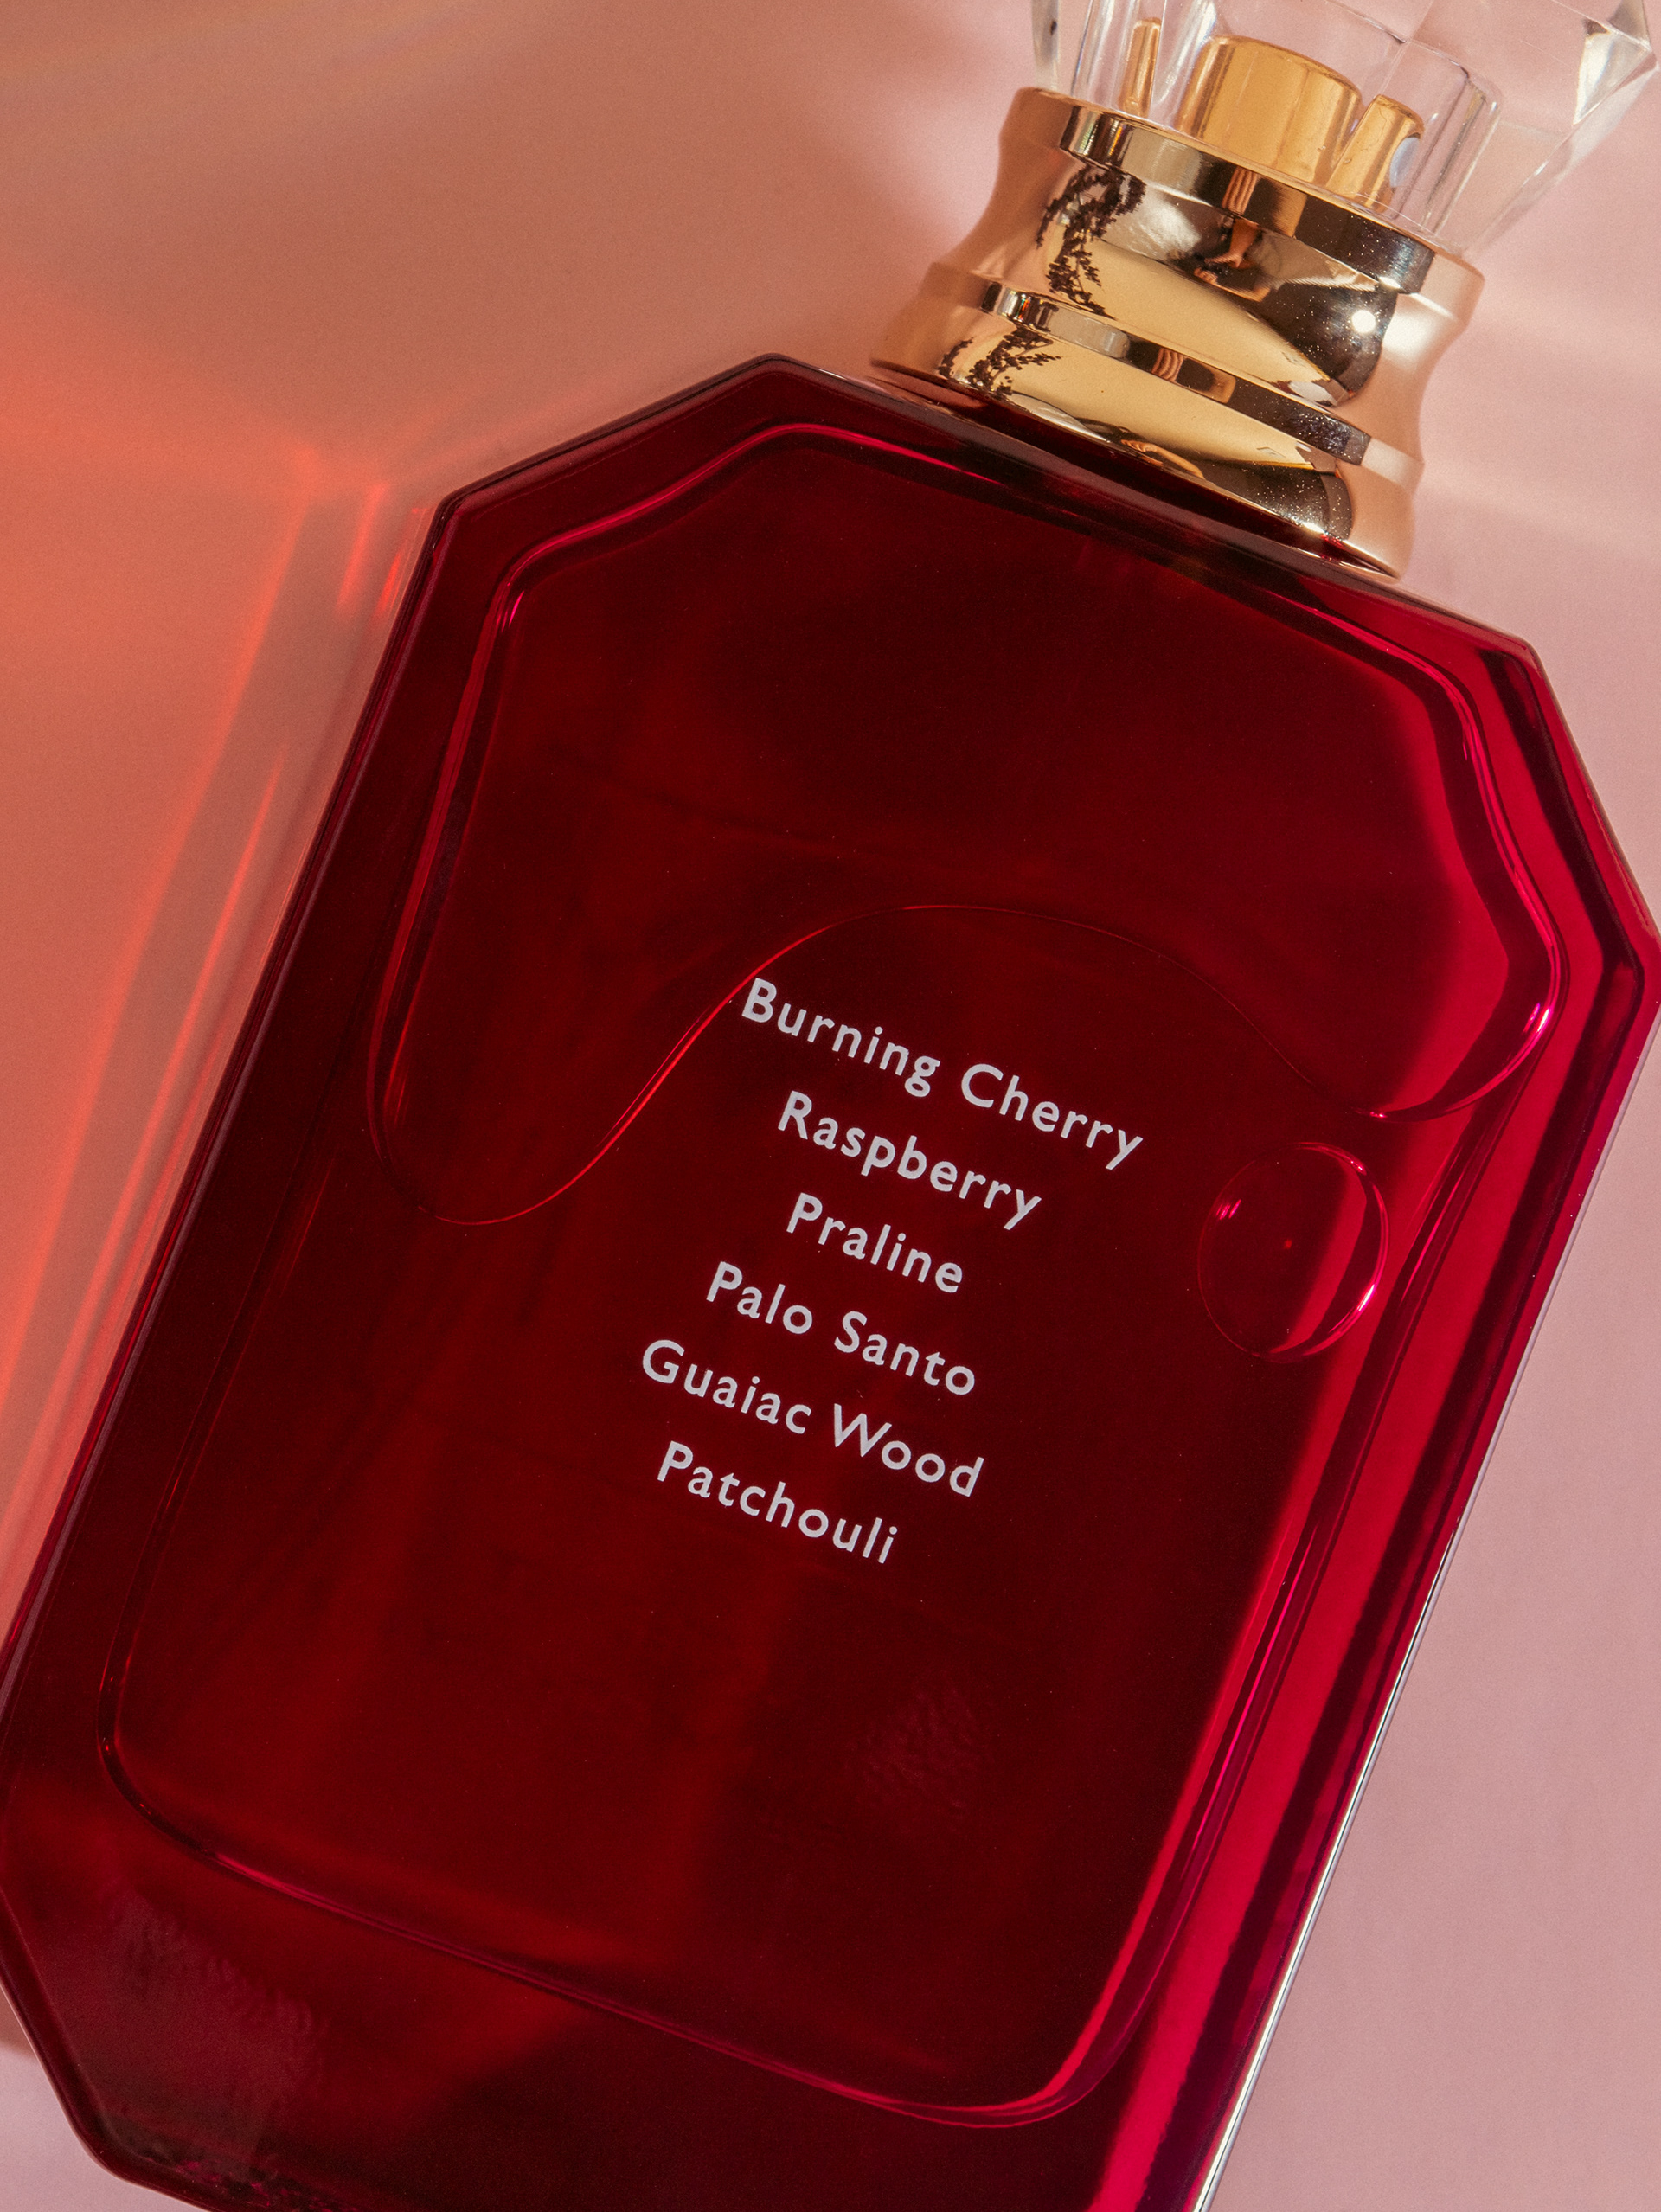 Burning Cherry
Raspberry
Praline
Palo Santo
Guaiac Wood
Patchouli